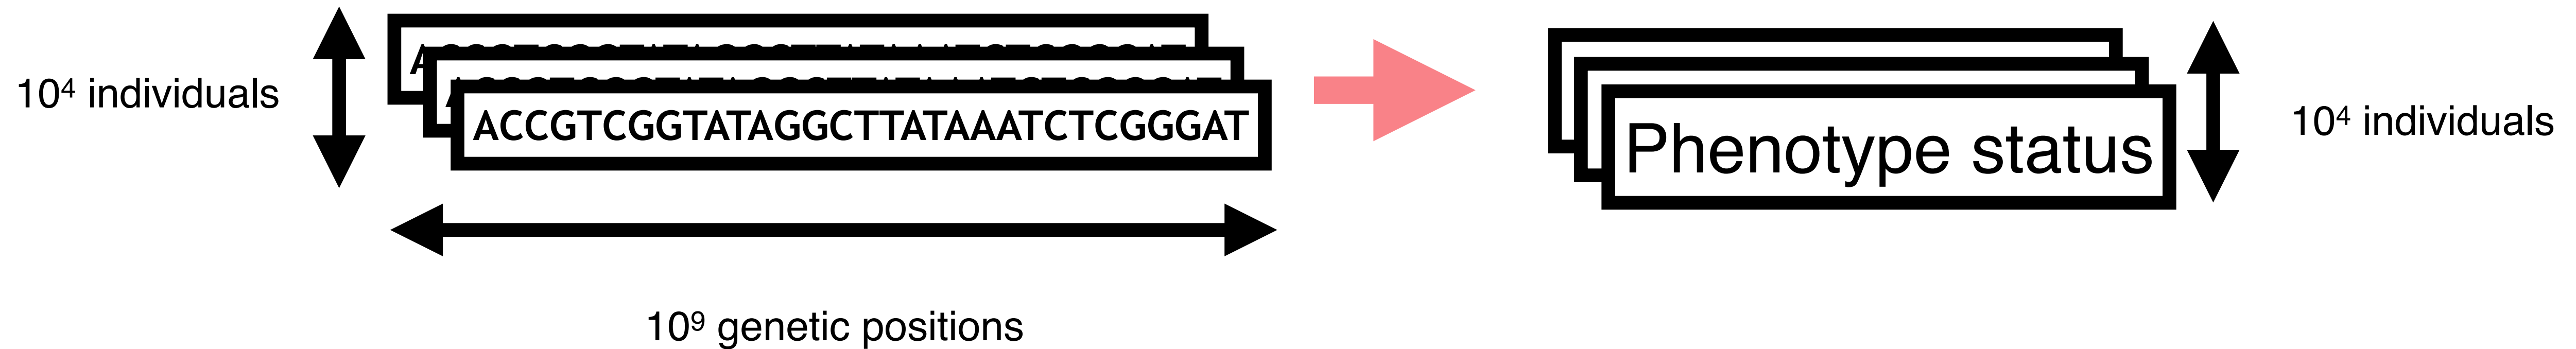 10⁴ individuals
ACCGTCGGTATAGGCTTATAAATCTCGGGAT
10⁹ genetic positions
Phenotype status
10⁴ individuals